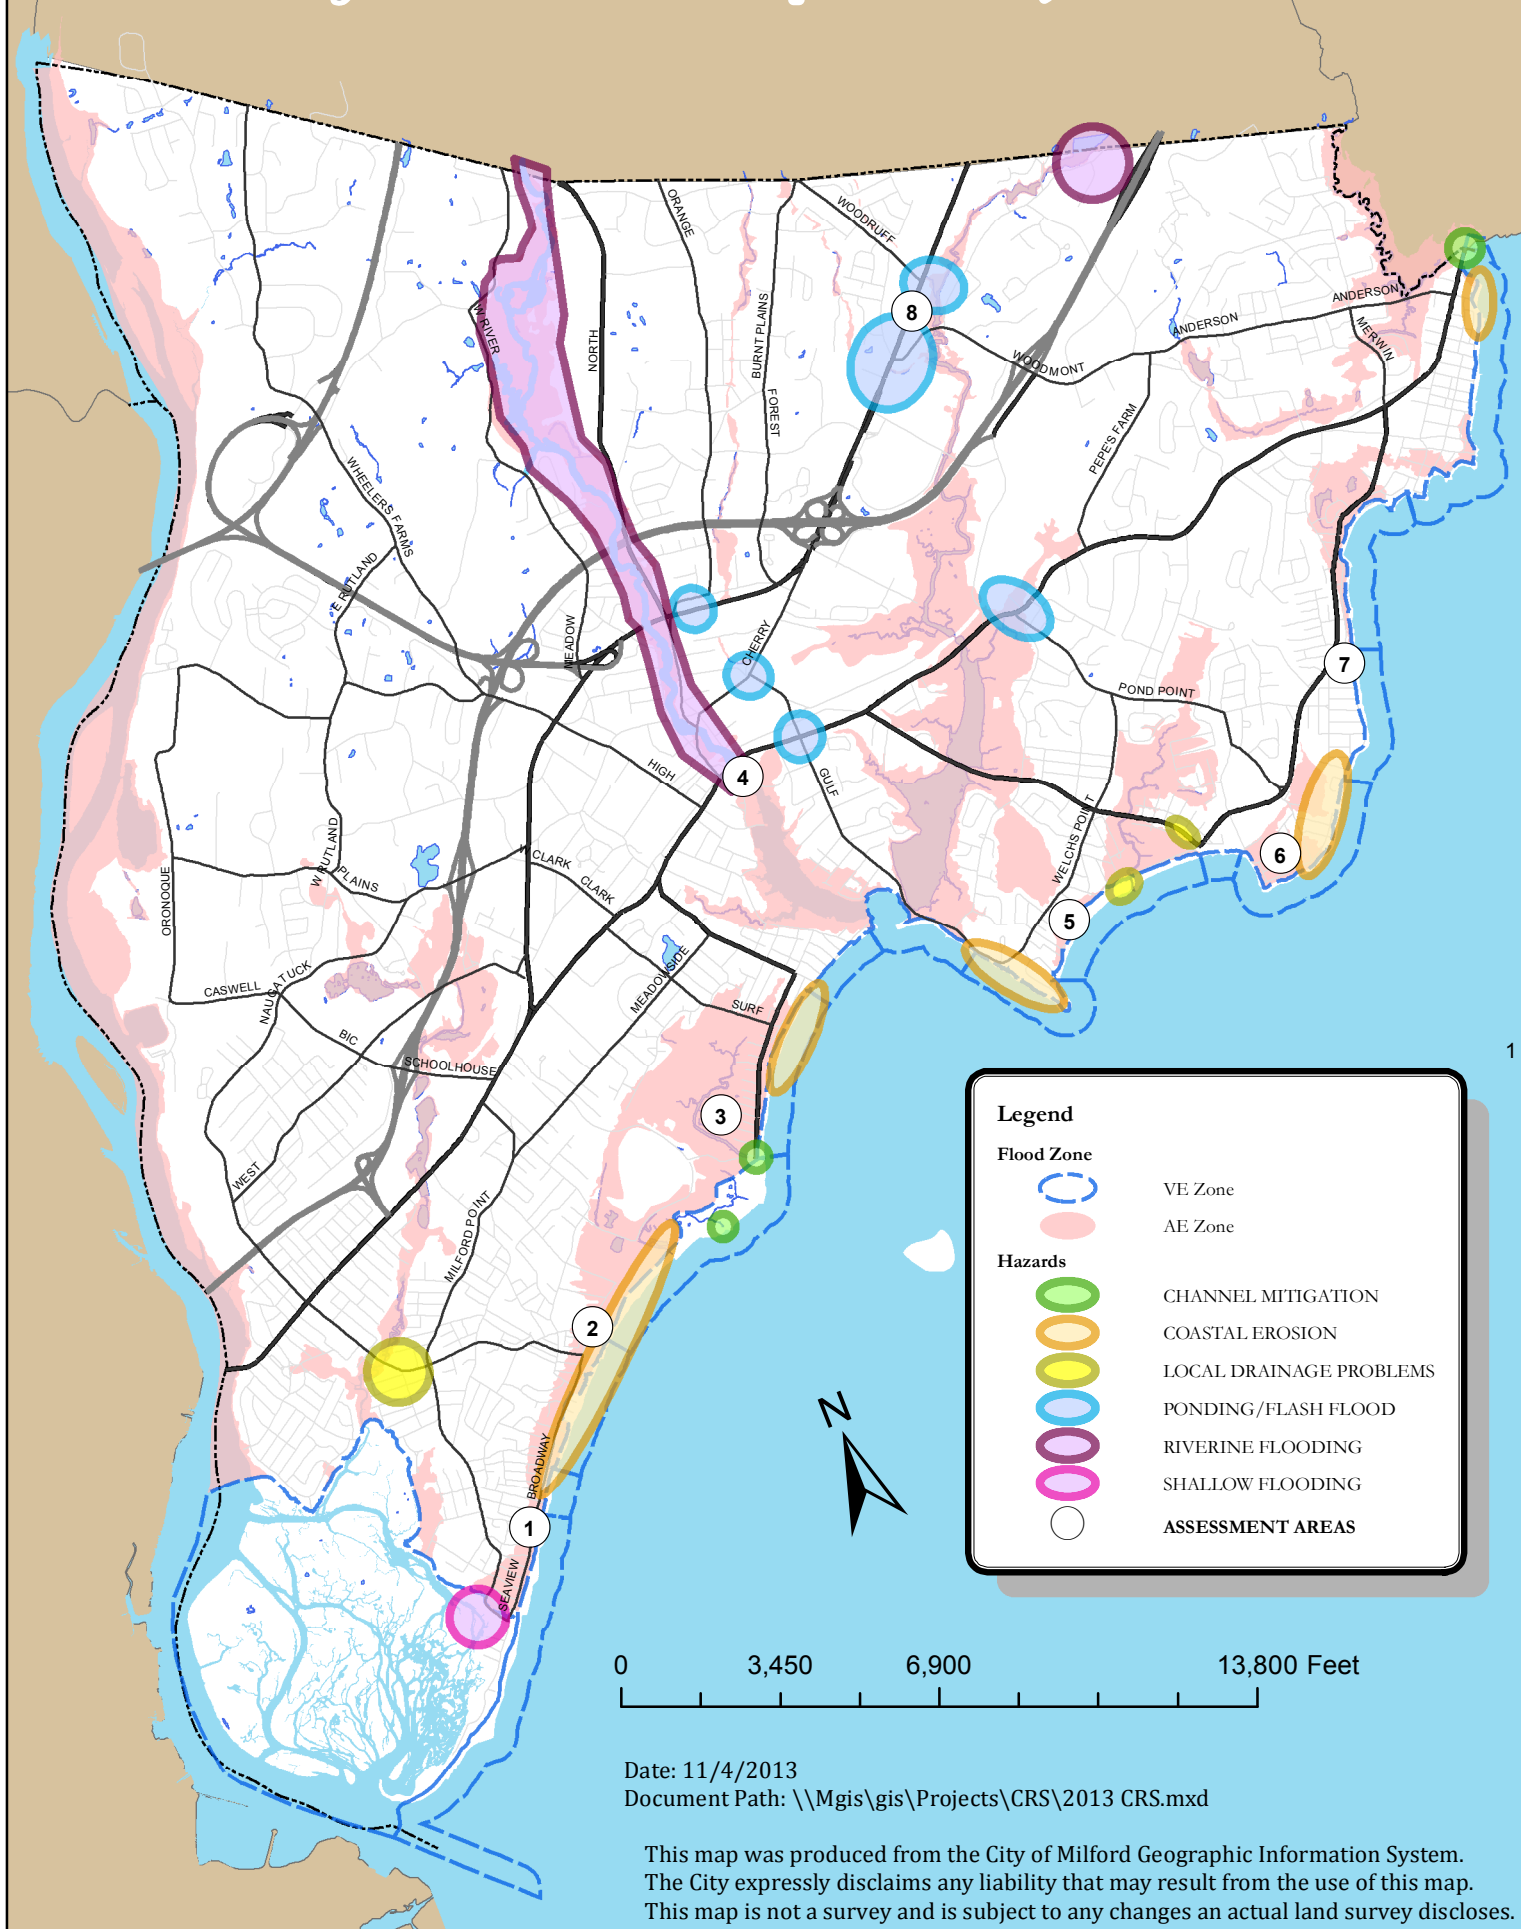 ORANGE
WOODRUFF
8
W RIVER
NORTH
BURNT PLAINS
FOREST
ANDERSON
ANDERSON
MERWIN
WOODMONT
PEPE'S FARM
WHEELERS FARMS
E RUTLAND
MEADOW
CHERRY
7
POND POINT
HIGH
4
GULF
WELCHS POINT
6
W RUTLAND
PLAINS
W CLARK
CLARK
ORONOQUE
5
CASWELL
NAUGATUCK
MEADOWSIDE
SURF
BIC
SCHOOLHOUSE
3
WEST
MILFORD POINT
2
BROADWAY
1
SEAVIEW
1
Legend
Flood Zone
VE Zone
AE Zone
Hazards
CHANNEL MITIGATION
COASTAL EROSION
LOCAL DRAINAGE PROBLEMS
PONDING/FLASH FLOOD
RIVERINE FLOODING
SHALLOW FLOODING
ASSESSMENT AREAS
N
0 3,450 6,900 13,800 Feet
Date: 11/4/2013
Document Path: \\Mgis\gis\Projects\CRS\2013 CRS.mxd
This map was produced from the City of Milford Geographic Information System.
The City expressly disclaims any liability that may result from the use of this map.
This map is not a survey and is subject to any changes an actual land survey discloses.